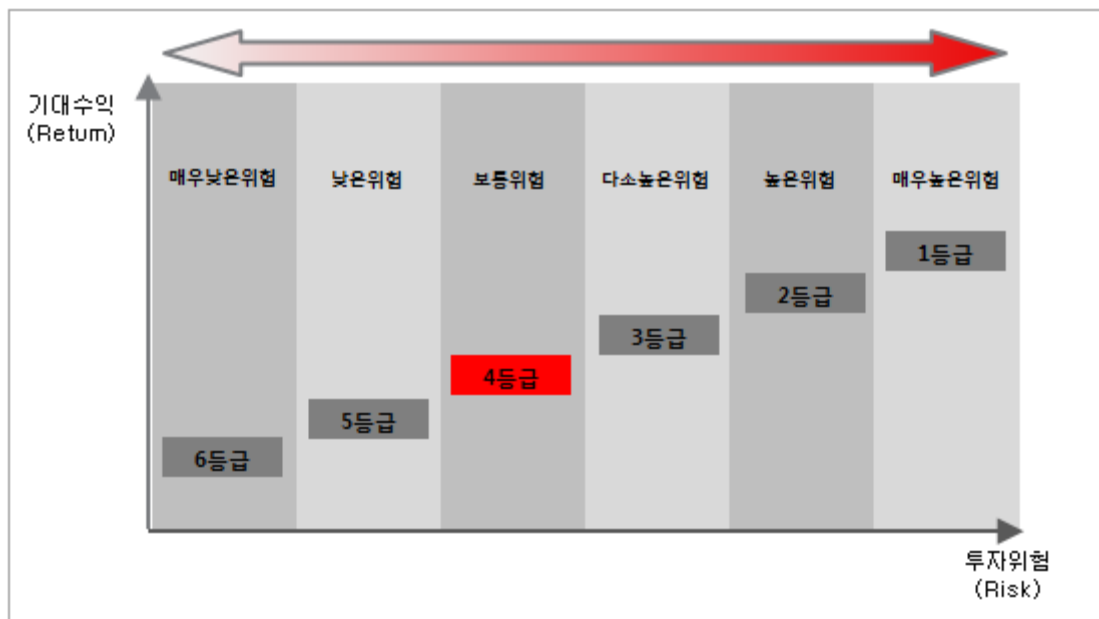 기대수익
(Return)
매우낮은위험
낮은위험
보통위험
다소높은위험
높은위험
매우높은위험
1등급
2등급
3등급
4등급
5등급
6등급
투자위험
(Risk)